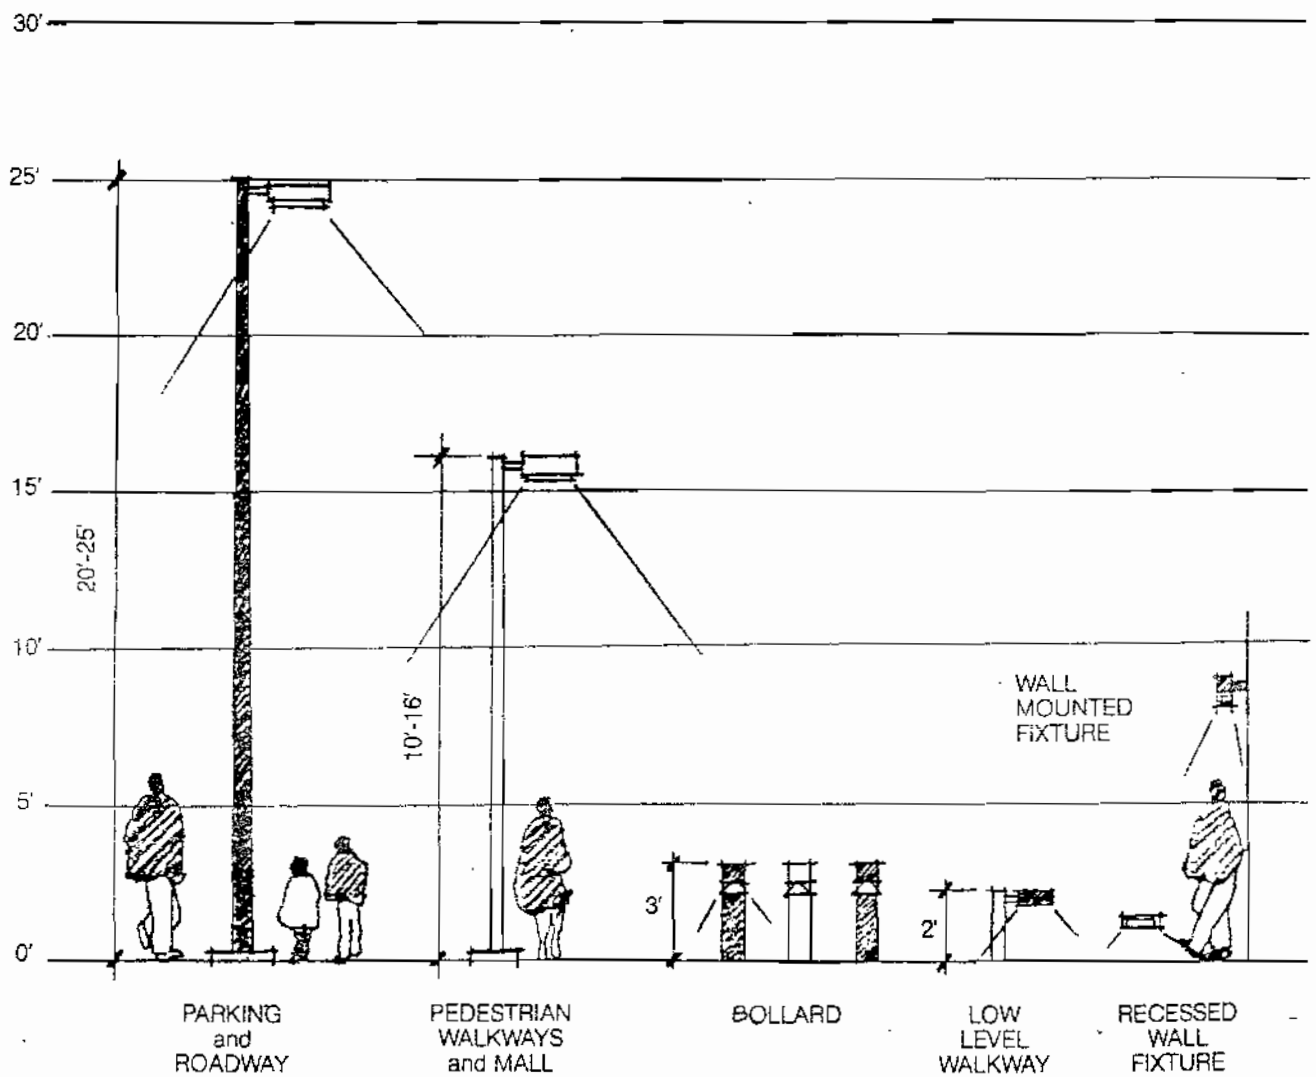 30'
25'
20'
15'
10'
5'
0'
20'-25'
10'-16'
3'
2'
WALL
MOUNTED
FIXTURE
PARKING
and
ROADWAY
PEDESTRIAN
WALKWAYS
and MALL
BOLLARD
LOW
LEVEL
WALKWAY
RECESSED
WALL
FIXTURE